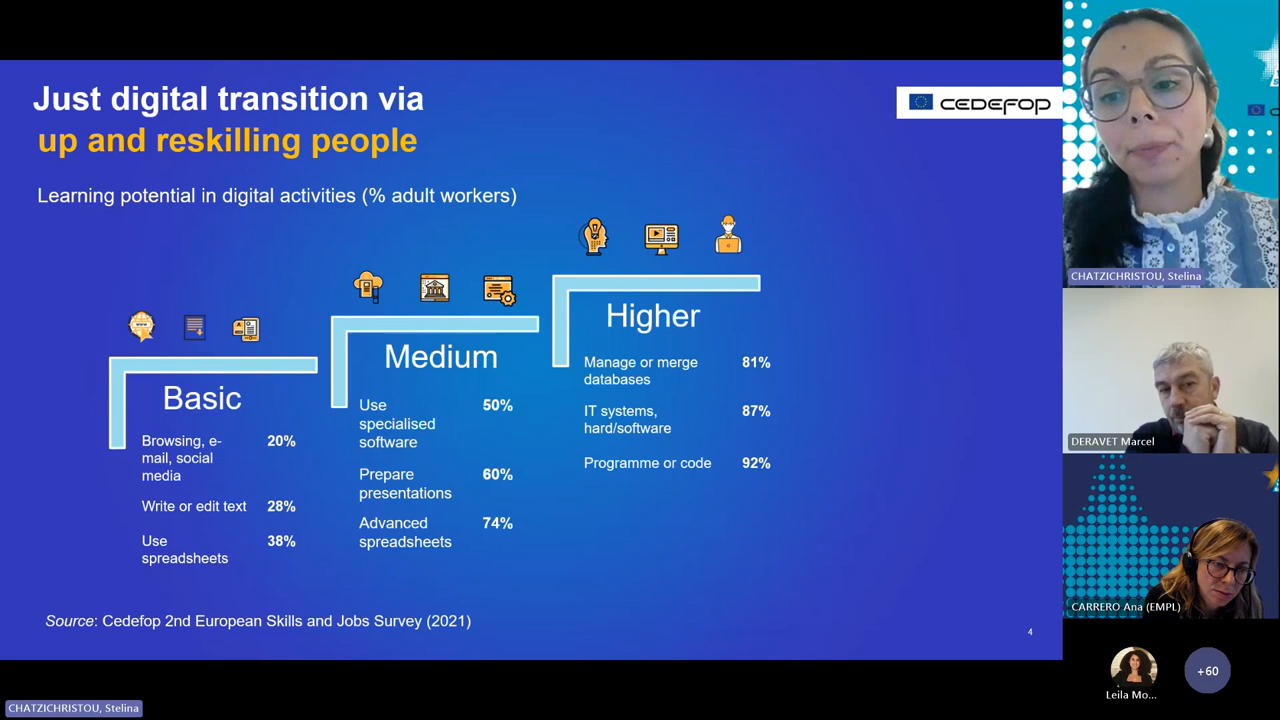 Just digital transition via
up and reskilling people
CEDEFOP
Learning potential in digital activities (% adult workers)
Basic
Browsing, e-
mail, social
media
20%
Write or edit text 28%
Use
spreadsheets
38%
Medium
Use
specialised
software
50%
Prepare
presentations
60%
Advanced
spreadsheets
74%
Higher
Manage or merge
databases
81%
IT systems,
hard/software
87%
Programme or code 92%
Source: Cedefop 2nd European Skills and Jobs Survey (2021)
4
CHATZICHRISTOU, Stelina
CHATZICHRISTOU, Stelina
DERAVET Marcel
CARRERO Ana (EMPL)
Leila Mo...
+60